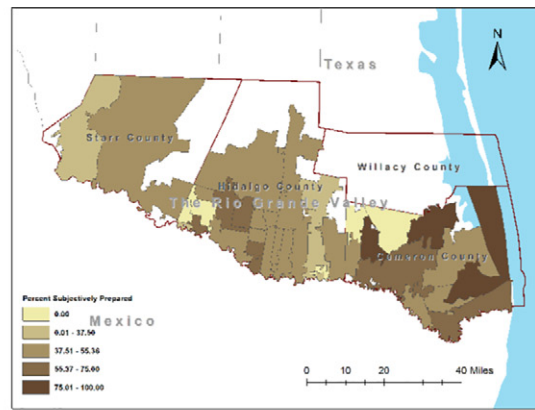 N
Texas
Starr County
Willacy County
Hidalgo County
The Rio Grande Valley
Cameron County
Percent Subjectively Prepared
0.00
0.01 - 37.50
37.51 - 55.36
55.37 - 75.00
75.01 - 100.00
Mexico
0 10 20 40 Miles